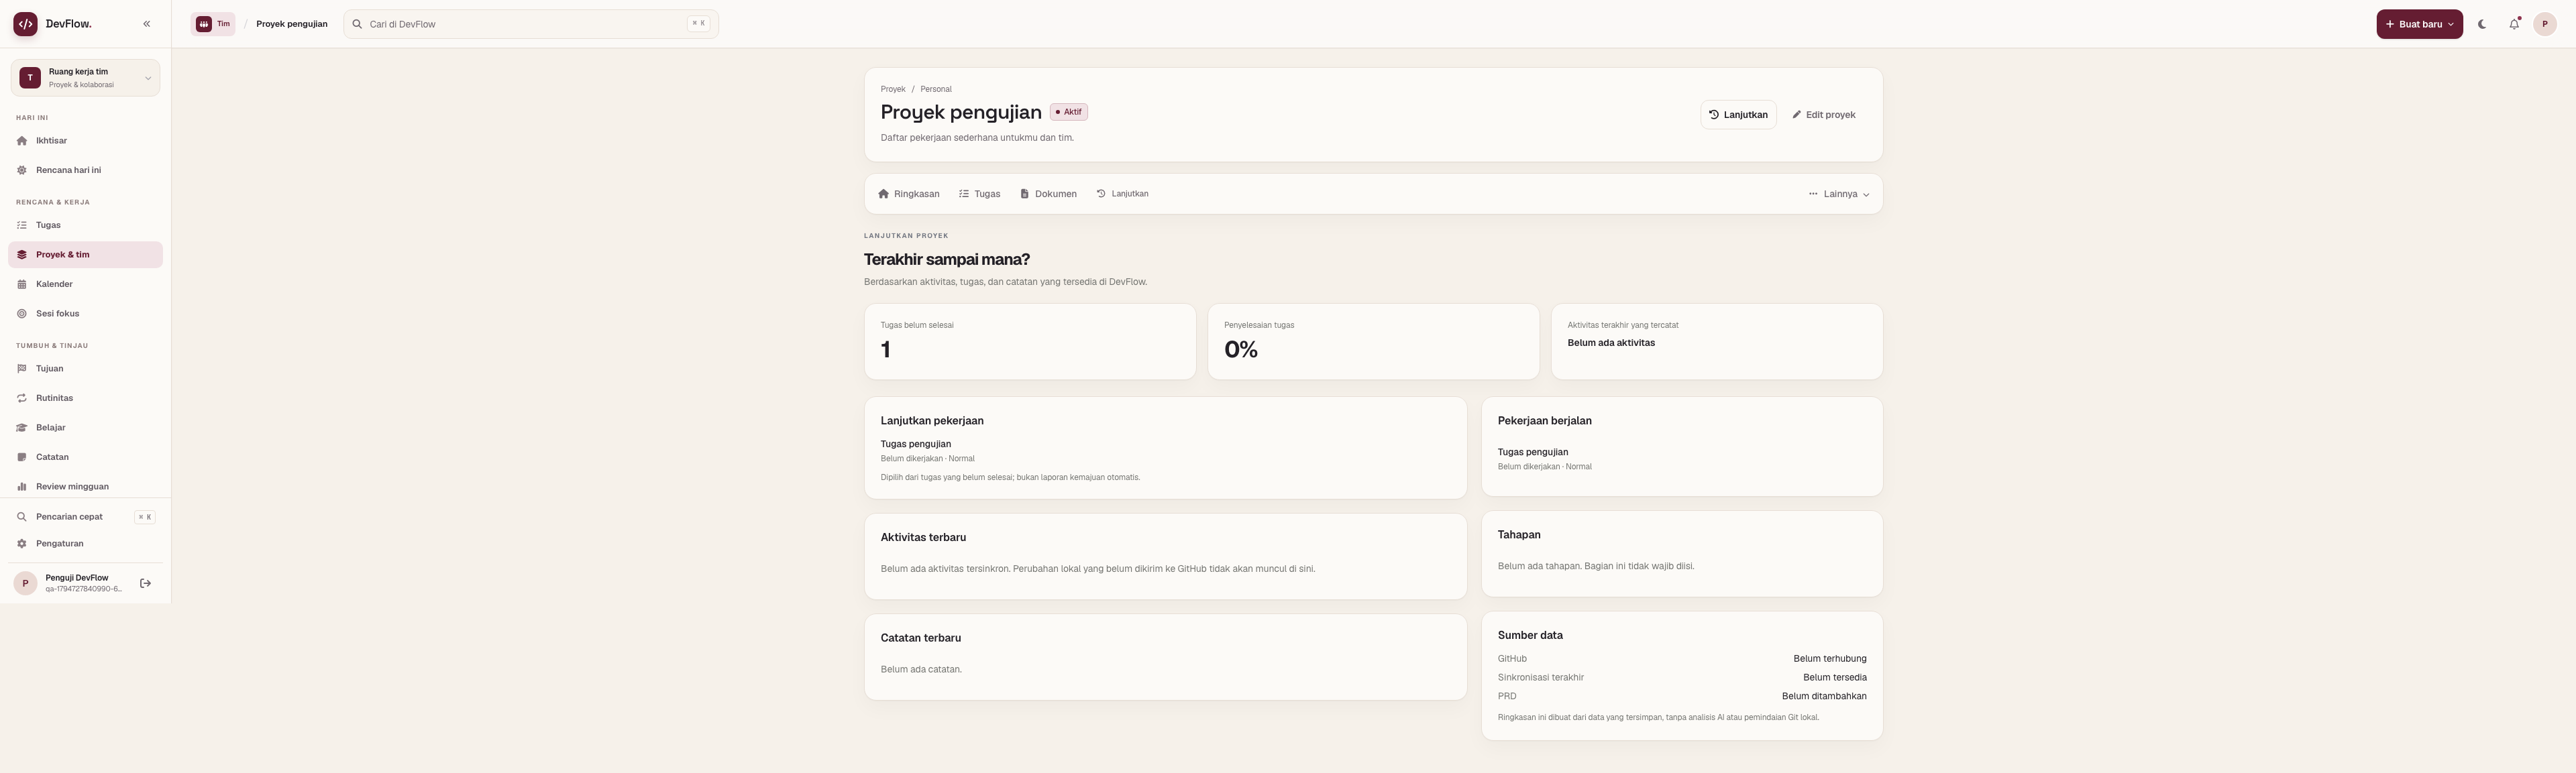 DevFlow.
Tim / Proyek pengujian
Cari di DevFlow ⌘ K
Buat baru
P
T
Ruang kerja tim
Proyek & kolaborasi
HARI INI
Ikhtisar
Rencana hari ini
RENCANA & KERJA
Tugas
Proyek & tim
Kalender
Sesi fokus
TUMBUH & TINJAU
Tujuan
Rutinitas
Belajar
Catatan
Review mingguan
Pencarian cepat ⌘ K
Pengaturan
P
Penguji DevFlow
qa-1794727840990-6...
Proyek / Personal
Proyek pengujian Aktif
Daftar pekerjaan sederhana untukmu dan tim.
Lanjutkan Edit proyek
Ringkasan Tugas Dokumen Lanjutkan Lainnya
LANJUTKAN PROYEK
Terakhir sampai mana?
Berdasarkan aktivitas, tugas, dan catatan yang tersedia di DevFlow.
Tugas belum selesai
1
Penyelesaian tugas
0%
Aktivitas terakhir yang tercatat
Belum ada aktivitas
Lanjutkan pekerjaan
Tugas pengujian
Belum dikerjakan · Normal
Dipilih dari tugas yang belum selesai; bukan laporan kemajuan otomatis.
Aktivitas terbaru
Belum ada aktivitas tersinkron. Perubahan lokal yang belum dikirim ke GitHub tidak akan muncul di sini.
Catatan terbaru
Belum ada catatan.
Pekerjaan berjalan
Tugas pengujian
Belum dikerjakan · Normal
Tahapan
Belum ada tahapan. Bagian ini tidak wajib diisi.
Sumber data
GitHub Belum terhubung
Sinkronisasi terakhir Belum tersedia
PRD Belum ditambahkan
Ringkasan ini dibuat dari data yang tersimpan, tanpa analisis AI atau pemindaian Git lokal.